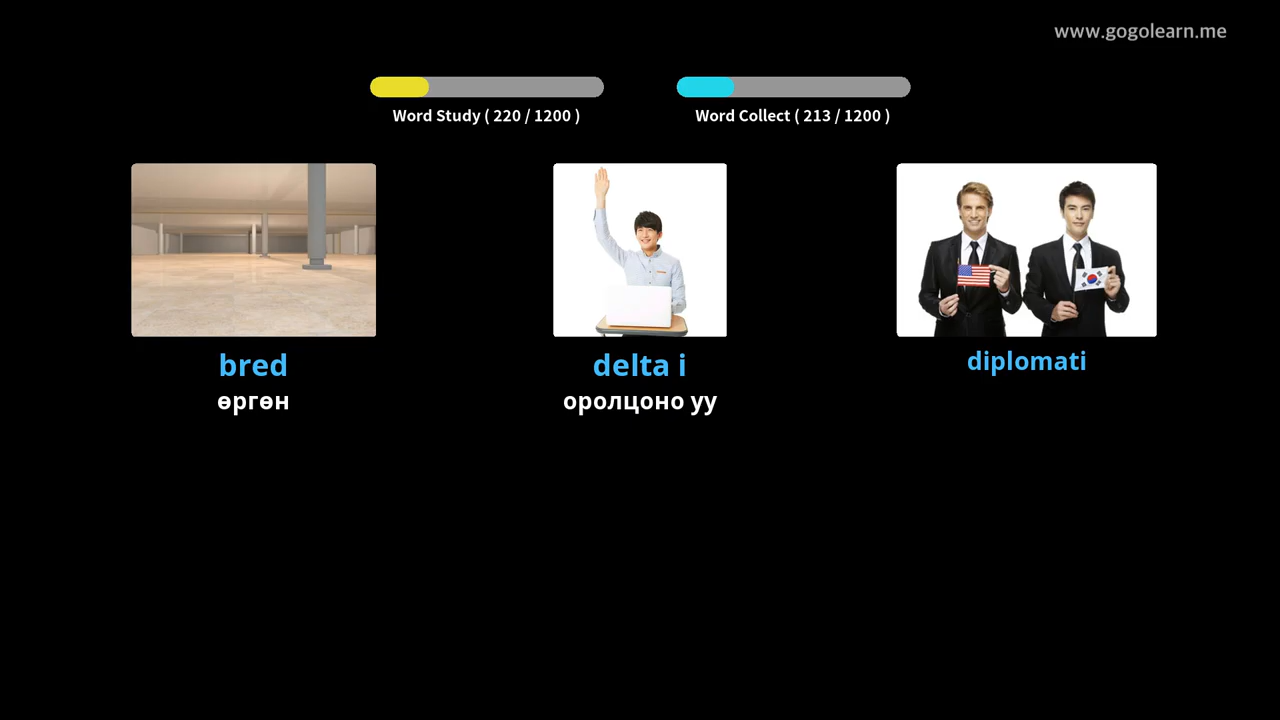 www.gogolearn.me
Word Study ( 220 / 1200 )
Word Collect ( 213 / 1200 )
bred
өргөн
delta i
оролцоно уу
diplomati